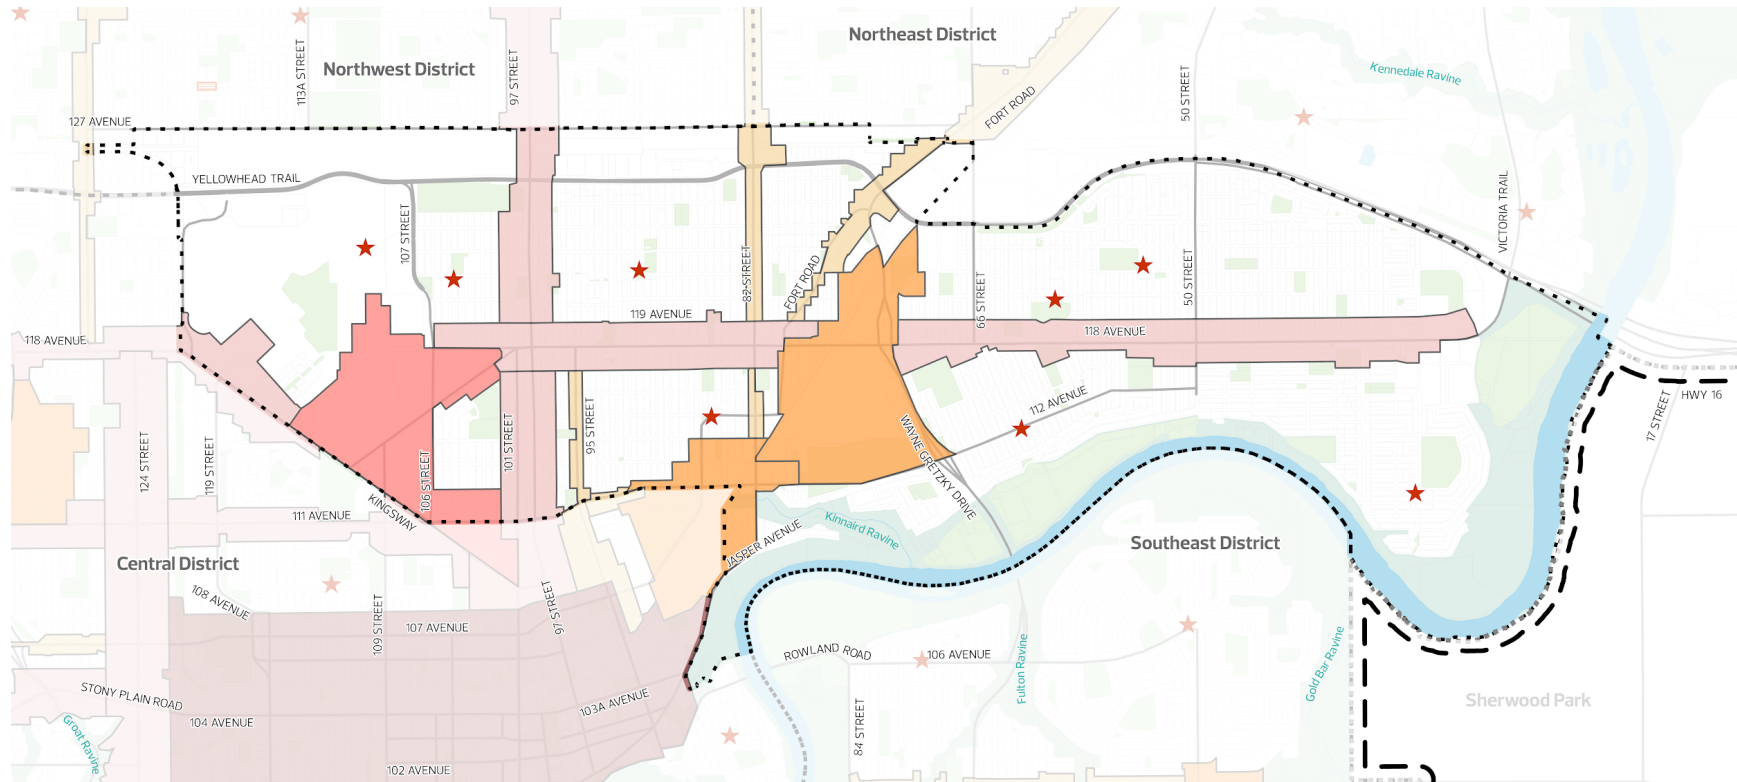 Northeast District
Northwest District
113A STREET
97 STREET
50 STREET
Kennedale Ravine
FORT ROAD
127 AVENUE
YELLOWHEAD TRAIL
107 STREET
VICTORIA TRAIL
82 STREET
FORT ROAD
66 STREET
50 STREET
119 AVENUE
118 AVENUE
118 AVENUE
HWY 16
17 STREET
112 AVENUE
95 STREET
101 STREET
124 STREET
119 STREET
106 STREET
WAYNE GRETZKY DRIVE
KINGSWAY
111 AVENUE
Kinnaird Ravine
JASPER AVENUE
Southeast District
Central District
108 AVENUE
97 STREET
109 STREET
107 AVENUE
ROWLAND ROAD
106 AVENUE
Fulton Ravine
Gold Bar Ravine
STONY PLAIN ROAD
103A AVENUE
Sherwood Park
104 AVENUE
84 STREET
Groat Ravine
102 AVENUE